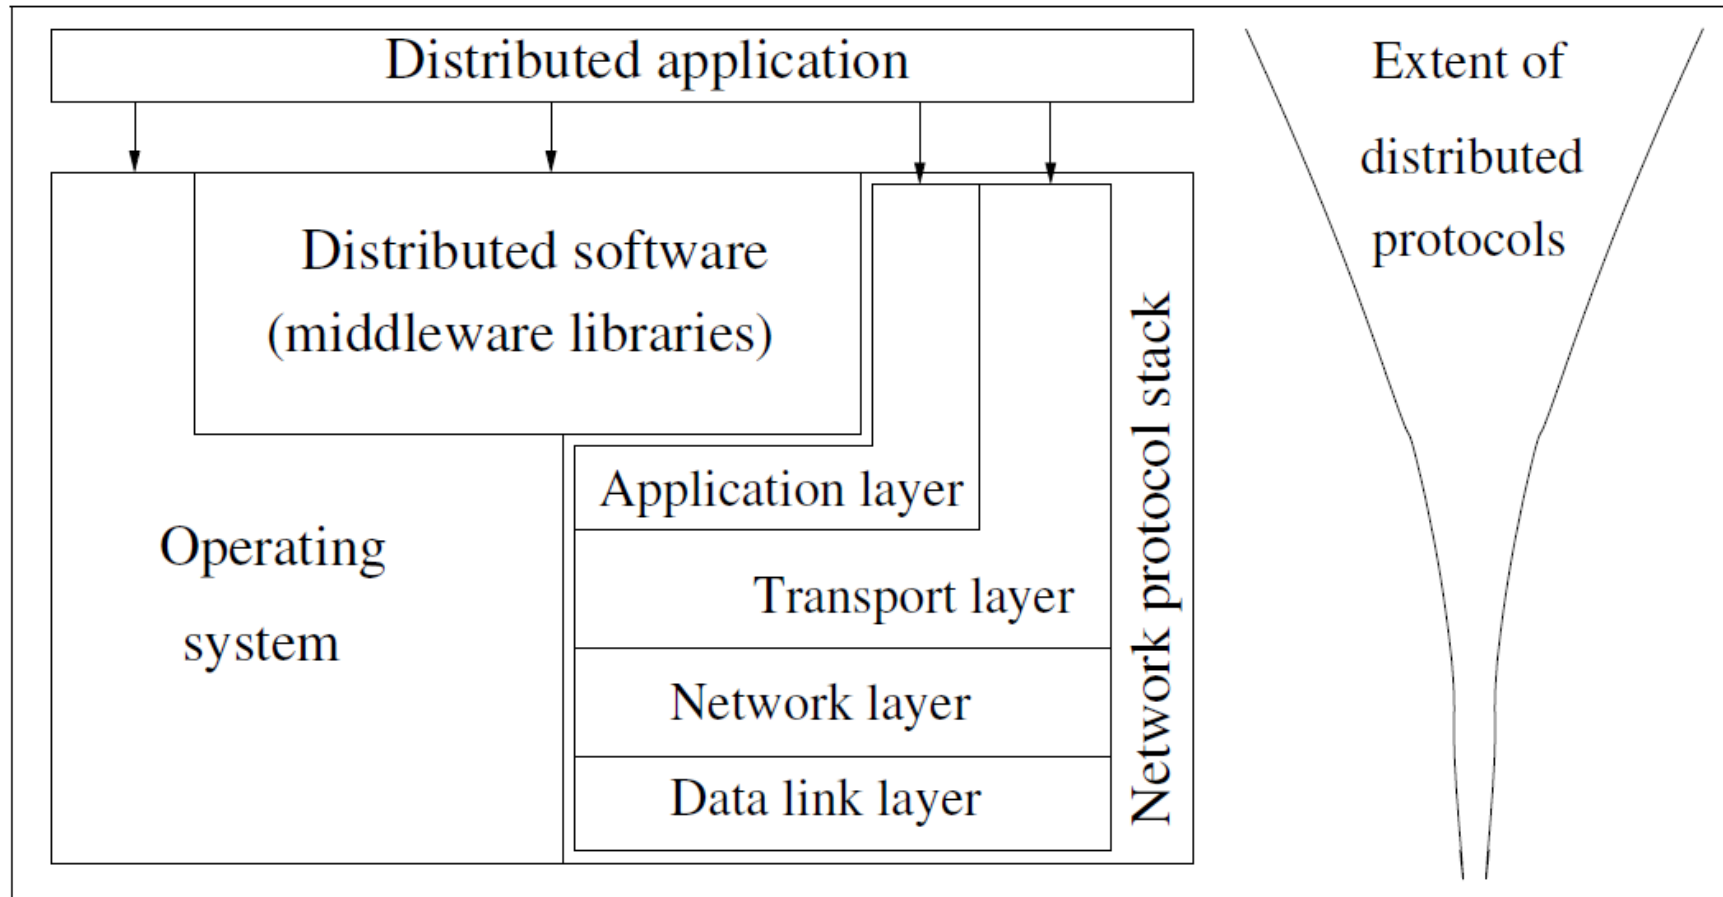 Distributed application
Extent of
distributed
protocols
Distributed software
(middleware libraries)
Network protocol stack
Application layer
Operating
system
Transport layer
Network layer
Data link layer